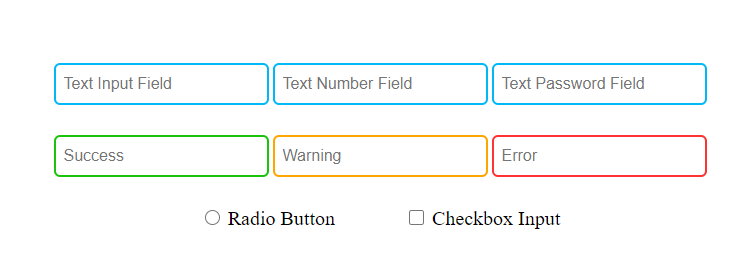 Text Input Field Text Number Field Text Password Field
Success Warning Error
Radio Button Checkbox Input